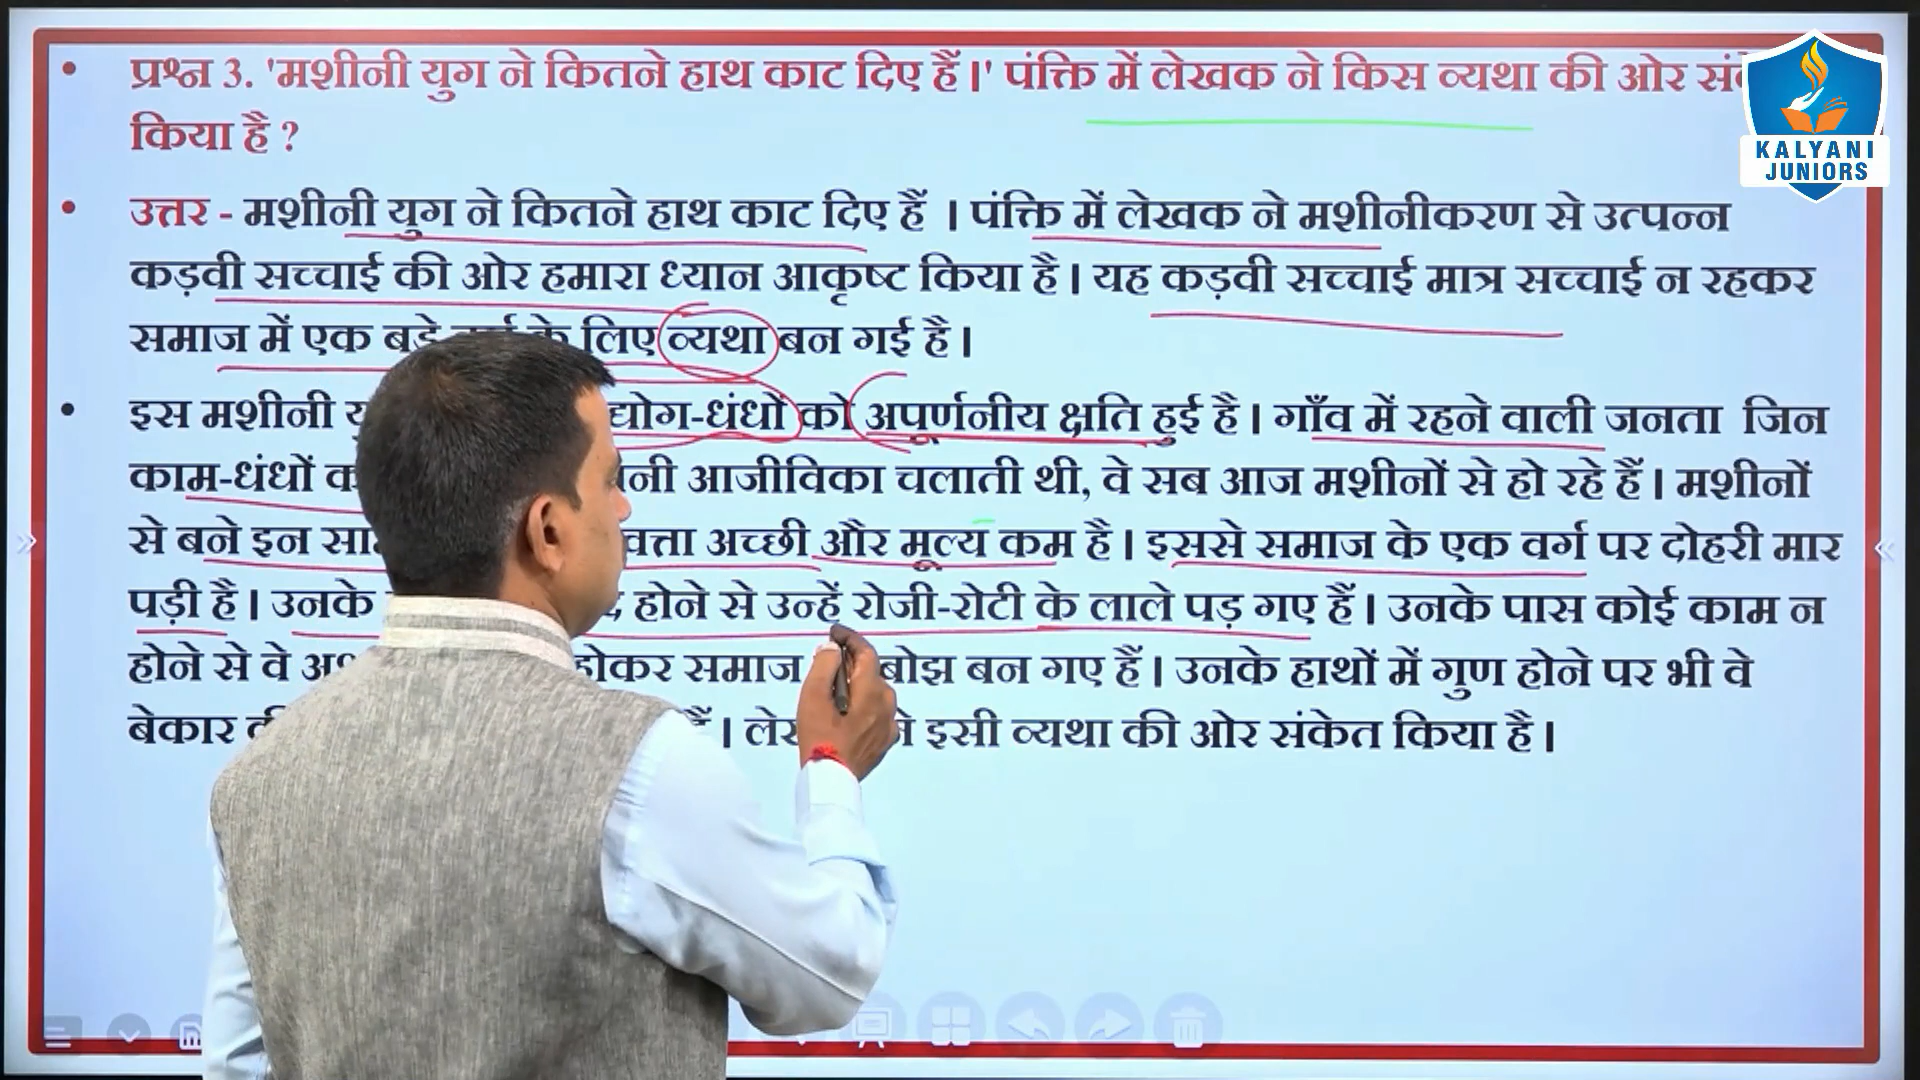 प्रश्न 3. 'मशीनी युग ने कितने हाथ काट दिए हैं।' पंक्ति में लेखक ने किस व्यथा की ओर
किया है ?
उत्तर - मशीनी युग ने कितने हाथ काट दिए हैं । पंक्ति में लेखक ने मशीनीकरण से उत्पन्न
कड़वी सच्चाई की ओर हमारा ध्यान आकृष्ट किया है। यह कड़वी सच्चाई मात्र सच्चाई न रहकर
समाज में एक बड़े के लिए व्यथा बन गई है।
इस मशीनी को अपूर्णनीय क्षति हुई है। गाँव में रहने वाली जनता जिन
काम-धंधों आजीविका चलाती थी, वे सब आज मशीनों से हो रहे हैं। मशीनों
से बने इन अच्छी और मूल्य कम है। इससे समाज के एक वर्ग पर दोहरी मार
पड़ी है। उनके होने से उन्हें रोजी-रोटी के लाले पड़ गए हैं। उनके पास कोई काम न
होने से वे होकर समाज बोझ बन गए हैं। उनके हाथों में गुण होने पर भी वे
बेकार हैं। इसी व्यथा की ओर संकेत किया है।
KALYANI
JUNIORS